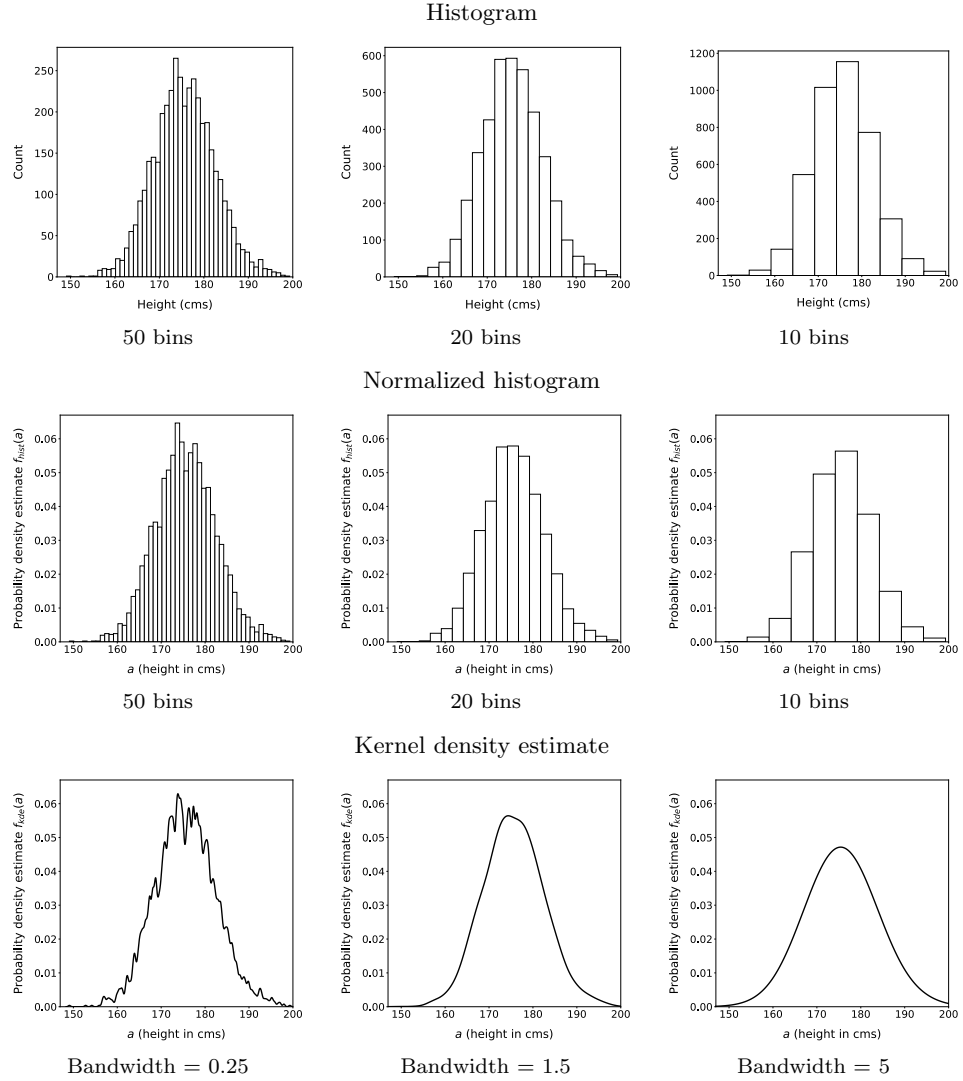 Histogram
Count
250
200
150
100
50
0
150 160 170 180 190 200
Height (cms)
50 bins
Count
600
500
400
300
200
100
0
150 160 170 180 190 200
Height (cms)
20 bins
Count
1200
1000
800
600
400
200
0
150 160 170 180 190 200
Height (cms)
10 bins
Normalized histogram
Probability density estimate f_hist(a)
0.06
0.05
0.04
0.03
0.02
0.01
0.00
150 160 170 180 190 200
a (height in cms)
50 bins
Probability density estimate f_hist(a)
0.06
0.05
0.04
0.03
0.02
0.01
0.00
150 160 170 180 190 200
a (height in cms)
20 bins
Probability density estimate f_hist(a)
0.06
0.05
0.04
0.03
0.02
0.01
0.00
150 160 170 180 190 200
a (height in cms)
10 bins
Kernel density estimate
Probability density estimate f_kde(a)
0.06
0.05
0.04
0.03
0.02
0.01
0.00
150 160 170 180 190 200
a (height in cms)
Bandwidth = 0.25
Probability density estimate f_kde(a)
0.06
0.05
0.04
0.03
0.02
0.01
0.00
150 160 170 180 190 200
a (height in cms)
Bandwidth = 1.5
Probability density estimate f_kde(a)
0.06
0.05
0.04
0.03
0.02
0.01
0.00
150 160 170 180 190 200
a (height in cms)
Bandwidth = 5